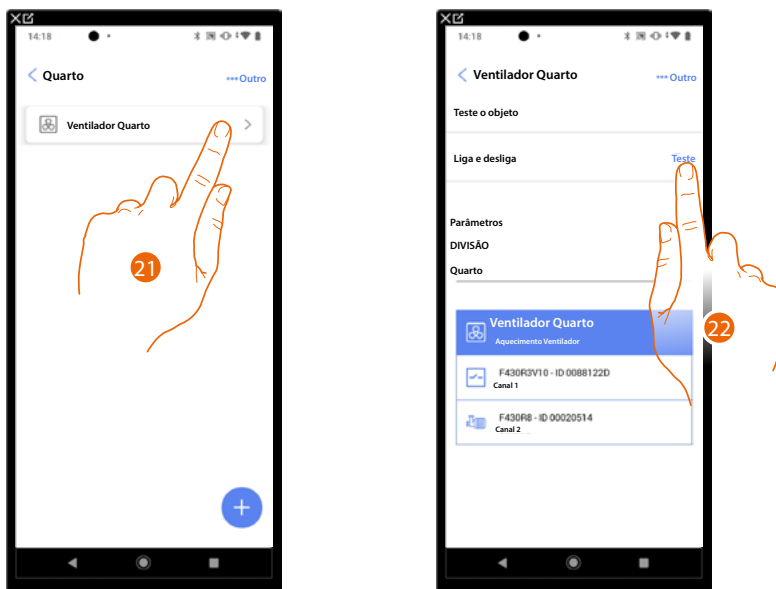 14:18
Quarto
Outro
Ventilador Quarto
21
14:18
Ventilador Quarto
Outro
Teste o objeto
Liga e desliga
Teste
Parâmetros
DIVISÃO
Quarto
22
Ventilador Quarto
Aquecimento Ventilador
F430R3V10 - ID 0088122D
Canal 1
F430R8 - ID 00020514
Canal 2